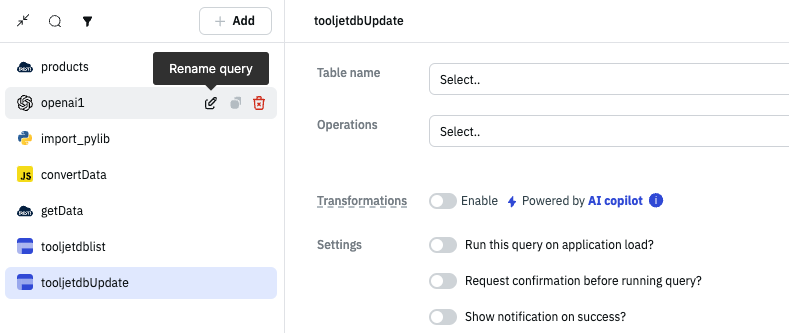 Add
tooljetdbUpdate
products
Rename query
openai1
import_pylib
JS convertData
getData
tooljetdblist
tooljetdbUpdate
Table name
Select..
Operations
Select..
Transformations
Enable
Powered by AI copilot
i
Settings
Run this query on application load?
Request confirmation before running query?
Show notification on success?